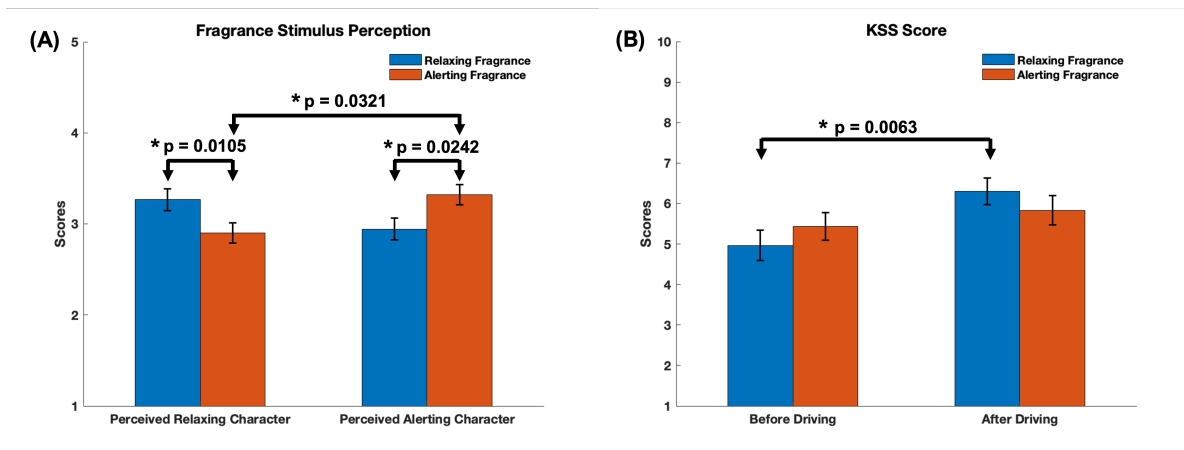 (A)
Fragrance Stimulus Perception
5
4
3
2
1
Scores
Relaxing Fragrance
Alerting Fragrance
* p = 0.0321
* p = 0.0105
* p = 0.0242
Perceived Relaxing Character
Perceived Alerting Character
(B)
KSS Score
10
9
8
7
6
5
4
3
2
1
Scores
Relaxing Fragrance
Alerting Fragrance
* p = 0.0063
Before Driving
After Driving